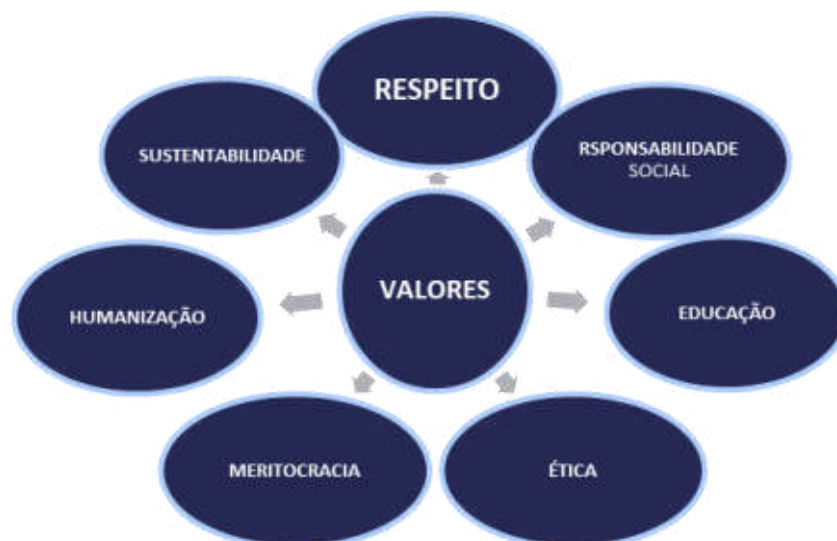 RESPEITO
SUSTENTABILIDADE
RSPONSABILIDADE
SOCIAL
VALORES
HUMANIZAÇÃO
EDUCAÇÃO
MERITOCRACIA
ÉTICA